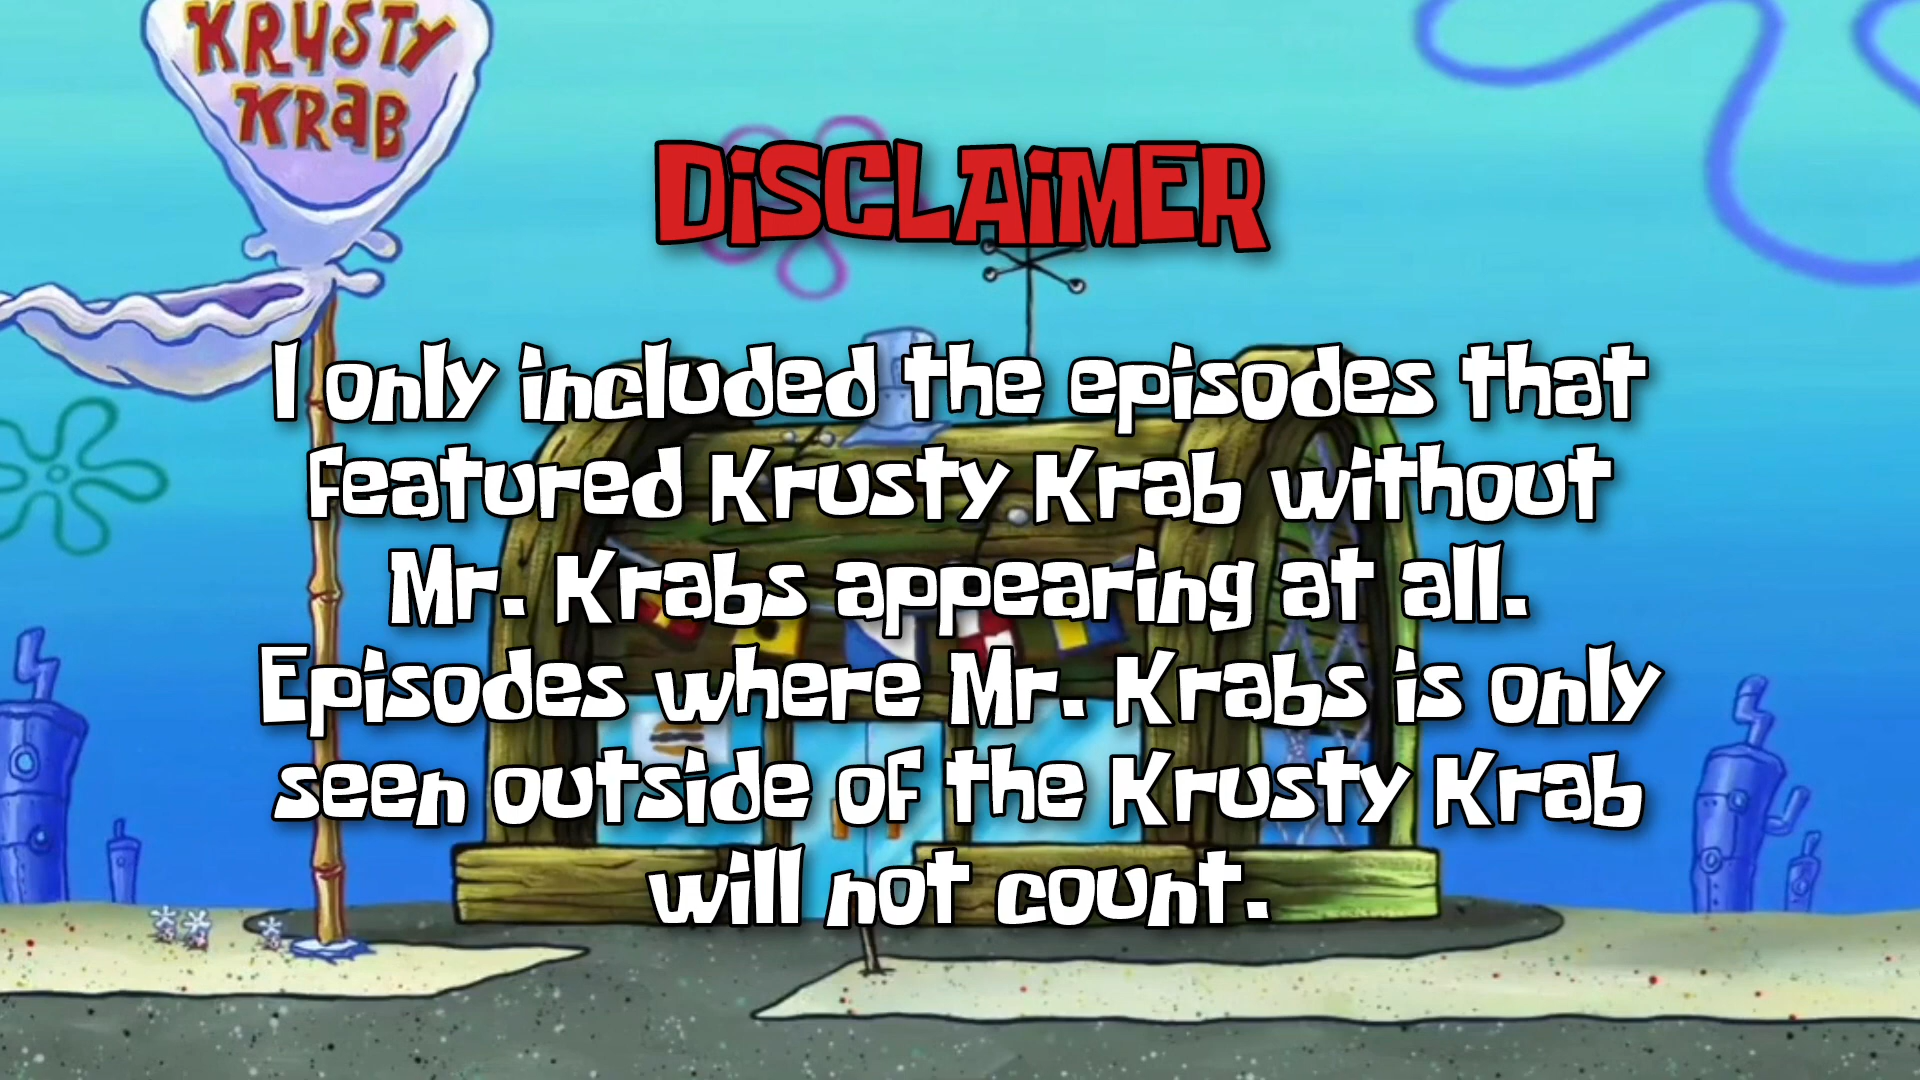 KRUSTY
KRAB
DiSCLAiMER
I only included the episodes that
featured Krusty Krab without
Mr. Krabs appearing at all.
Episodes where Mr. Krabs is only
seen outside of the Krusty Krab
will not count.